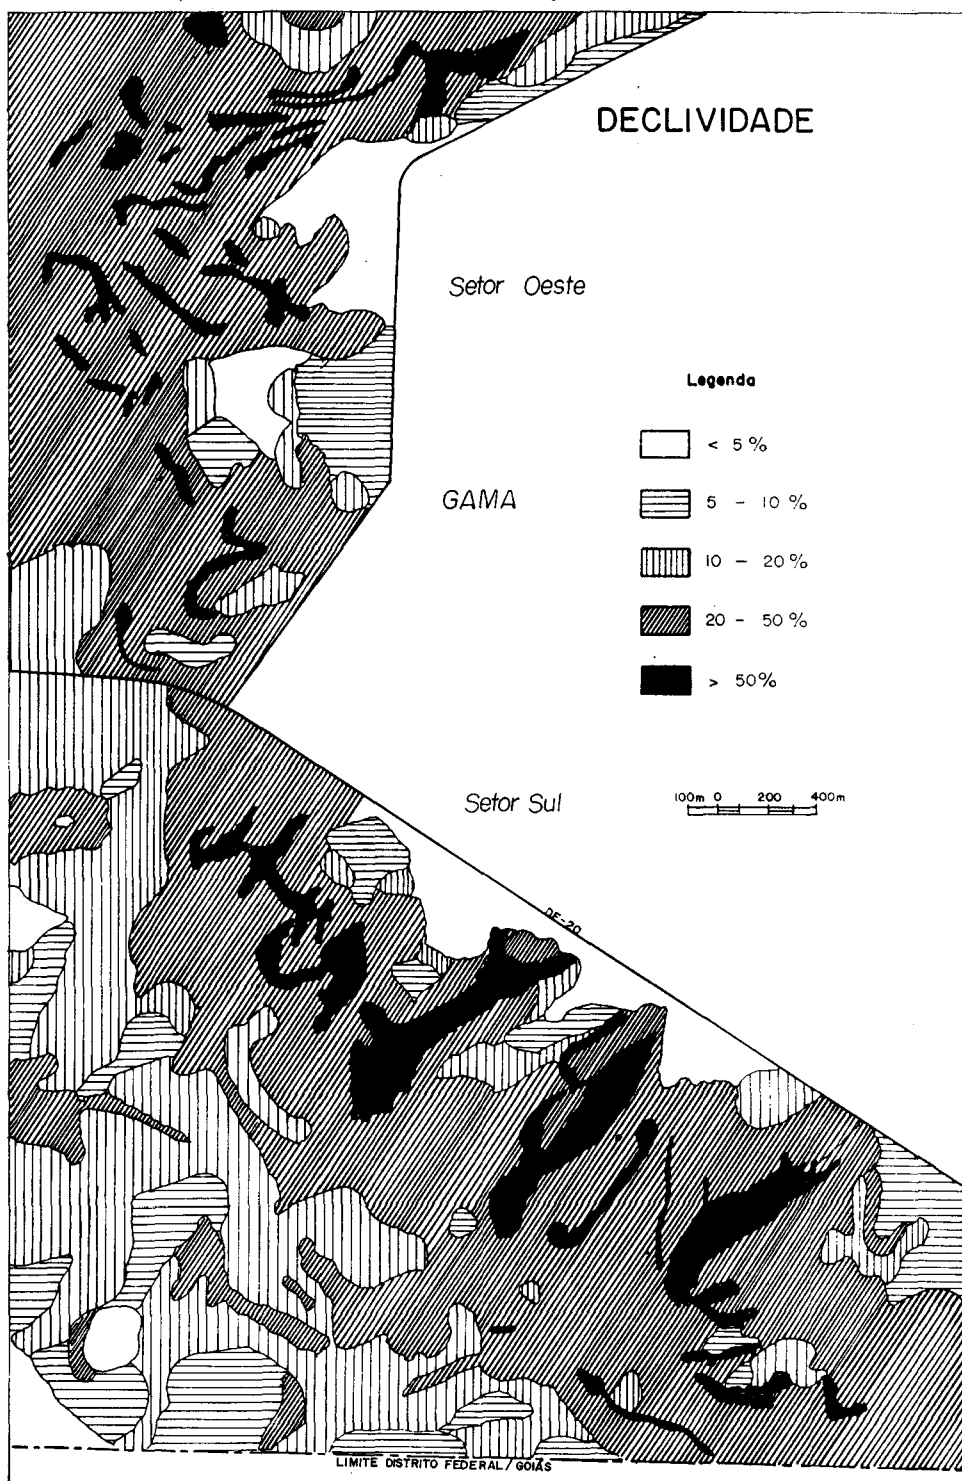 DECLIVIDADE
Setor Oeste
Legenda
< 5%
5 - 10%
GAMA
10 - 20%
20 - 50%
> 50%
Setor Sul
100m 0 200 400m
DF-20
LIMITE DISTRITO FEDERAL / GOIÁS